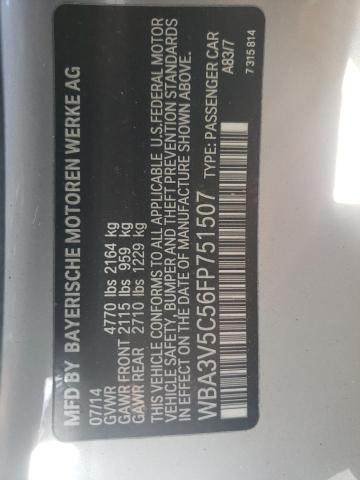 MFD BY BAYERISCHE MOTOREN WERKE AG
07/14
GVWR 4770 lbs 2164 kg
GAWR FRONT 2115 lbs 959 kg
GAWR REAR 2710 lbs 1229 kg
THIS VEHICLE CONFORMS TO ALL APPLICABLE U.S.FEDERAL MOTOR
VEHICLE SAFETY, BUMPER AND THEFT PREVENTION STANDARDS
IN EFFECT ON THE DATE OF MANUFACTURE SHOWN ABOVE.
WBA3V5C56FP751507 TYPE: PASSENGER CAR
A83/7
7 315 814